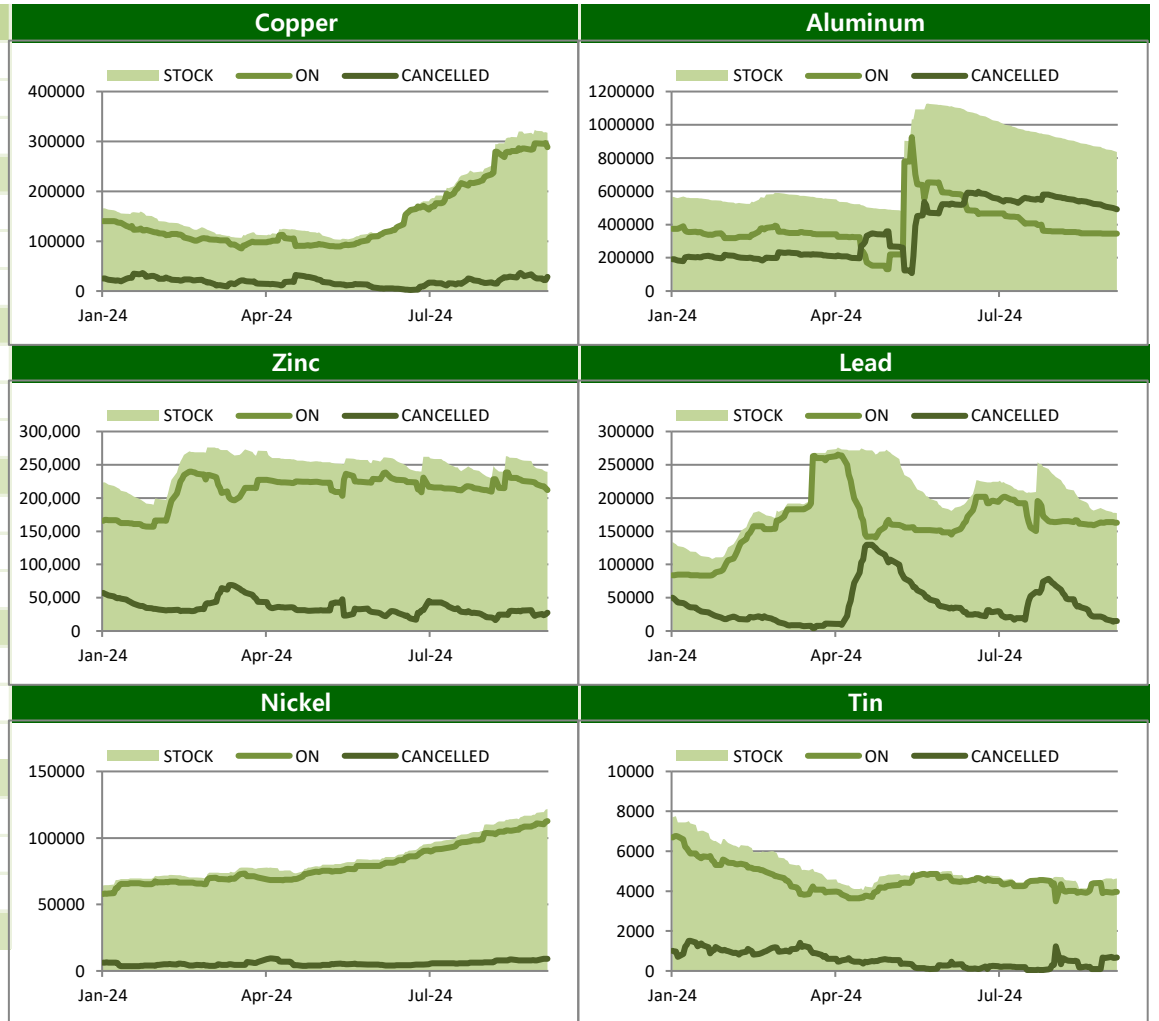 Copper
STOCK ON CANCELLED
400000
300000
200000
100000
0
Jan-24 Apr-24 Jul-24
Aluminum
STOCK ON CANCELLED
1200000
1000000
800000
600000
400000
200000
0
Jan-24 Apr-24 Jul-24
Zinc
STOCK ON CANCELLED
300,000
250,000
200,000
150,000
100,000
50,000
0
Jan-24 Apr-24 Jul-24
Lead
STOCK ON CANCELLED
300000
250000
200000
150000
100000
50000
0
Jan-24 Apr-24 Jul-24
Nickel
STOCK ON CANCELLED
150000
100000
50000
0
Jan-24 Apr-24 Jul-24
Tin
STOCK ON CANCELLED
10000
8000
6000
4000
2000
0
Jan-24 Apr-24 Jul-24